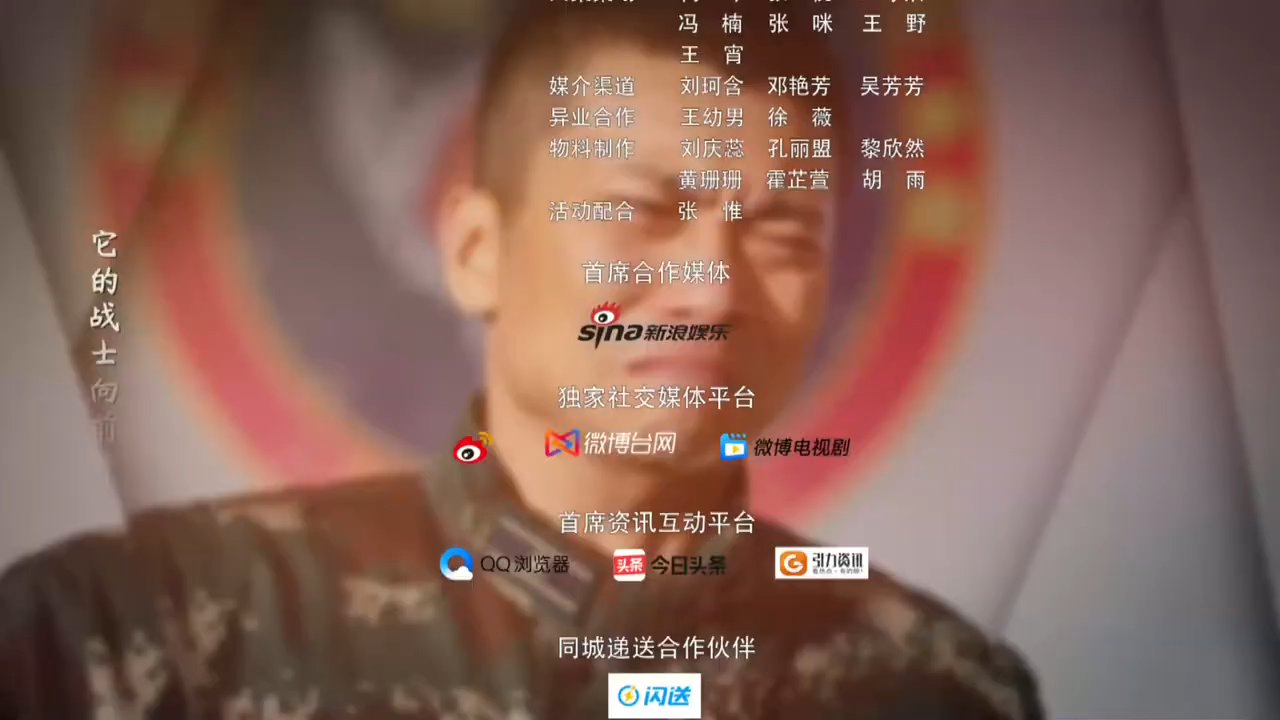 冯 楠 张 咪 王 野
王 宵
媒介渠道 刘珂含 邓艳芳 吴芳芳
异业合作 王幼男 徐 薇
物料制作 刘庆蕊 孔丽盟 黎欣然
黄珊珊 霍芷萱 胡 雨
活动配合 张 惟
首席合作媒体
sina新浪娱乐
独家社交媒体平台
微博台网 微博电视剧
首席资讯互动平台
QQ浏览器 头条 今日头条 引力资讯
同城递送合作伙伴
闪送
它的战士向前